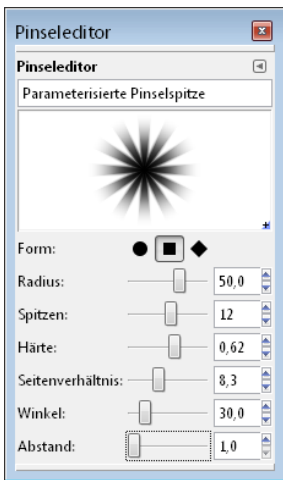 Pinseleditor
Pinseleditor
Parameterisierte Pinselspitze
Form:
Radius: 50,0
Spitzen: 12
Härte: 0,62
Seitenverhältnis: 8,3
Winkel: 30,0
Abstand: 1,0